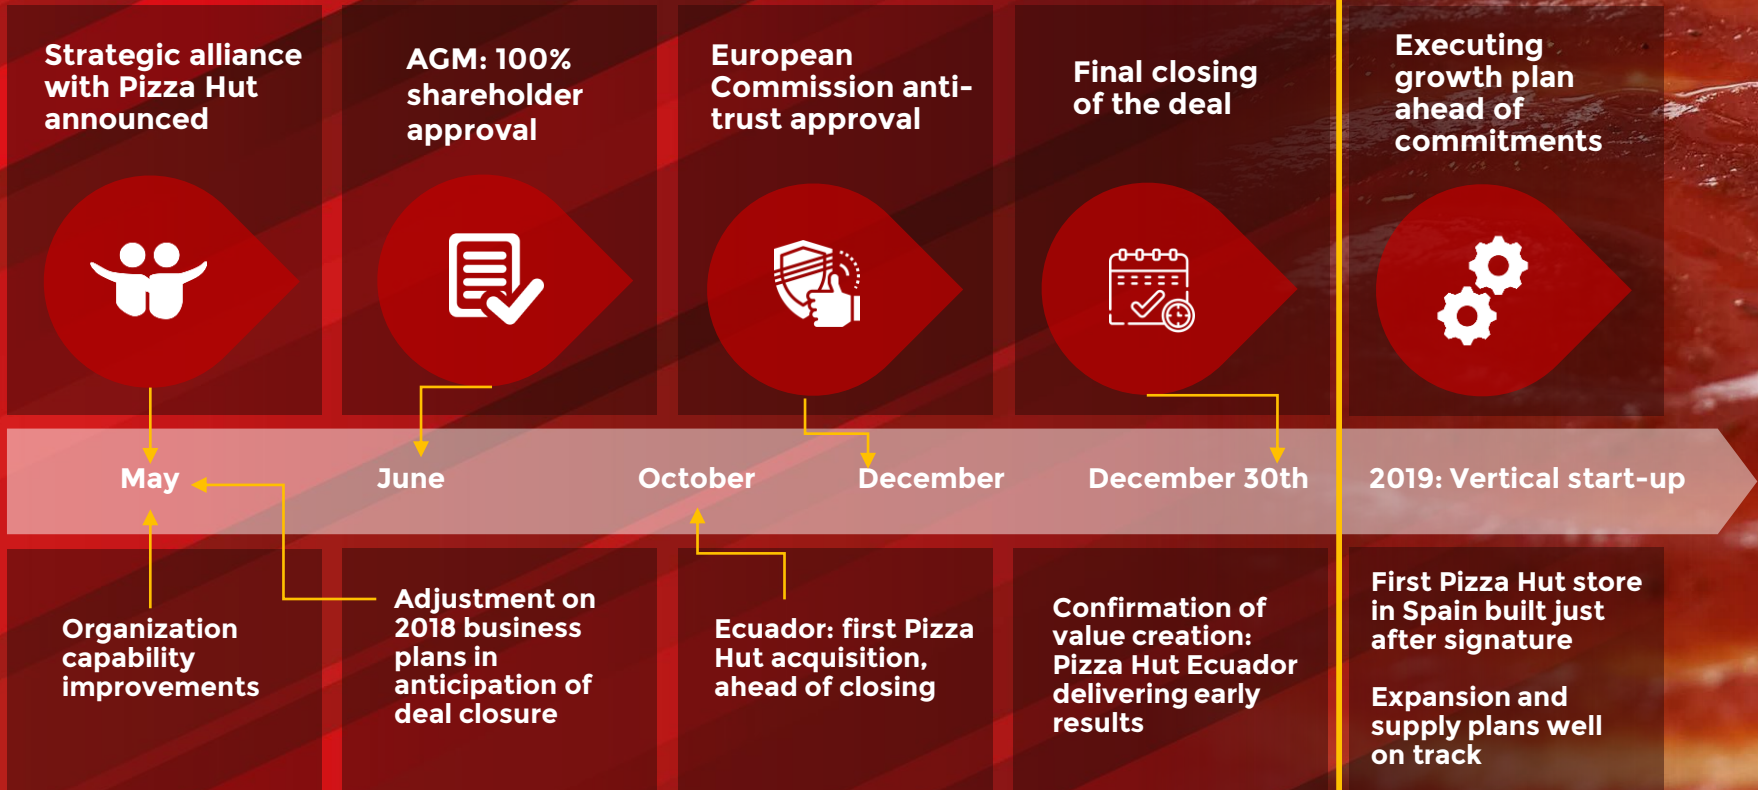 Strategic alliance
with Pizza Hut
announced
AGM: 100%
shareholder
approval
European
Commission anti-
trust approval
Final closing
of the deal
Executing
growth plan
ahead of
commitments
May
June
October
December
December 30th
2019: Vertical start-up
Organization
capability
improvements
Adjustment on
2018 business
plans in
anticipation of
deal closure
Ecuador: first Pizza
Hut acquisition,
ahead of closing
Confirmation of
value creation:
Pizza Hut Ecuador
delivering early
results
First Pizza Hut store
in Spain built just
after signature
Expansion and
supply plans well
on track